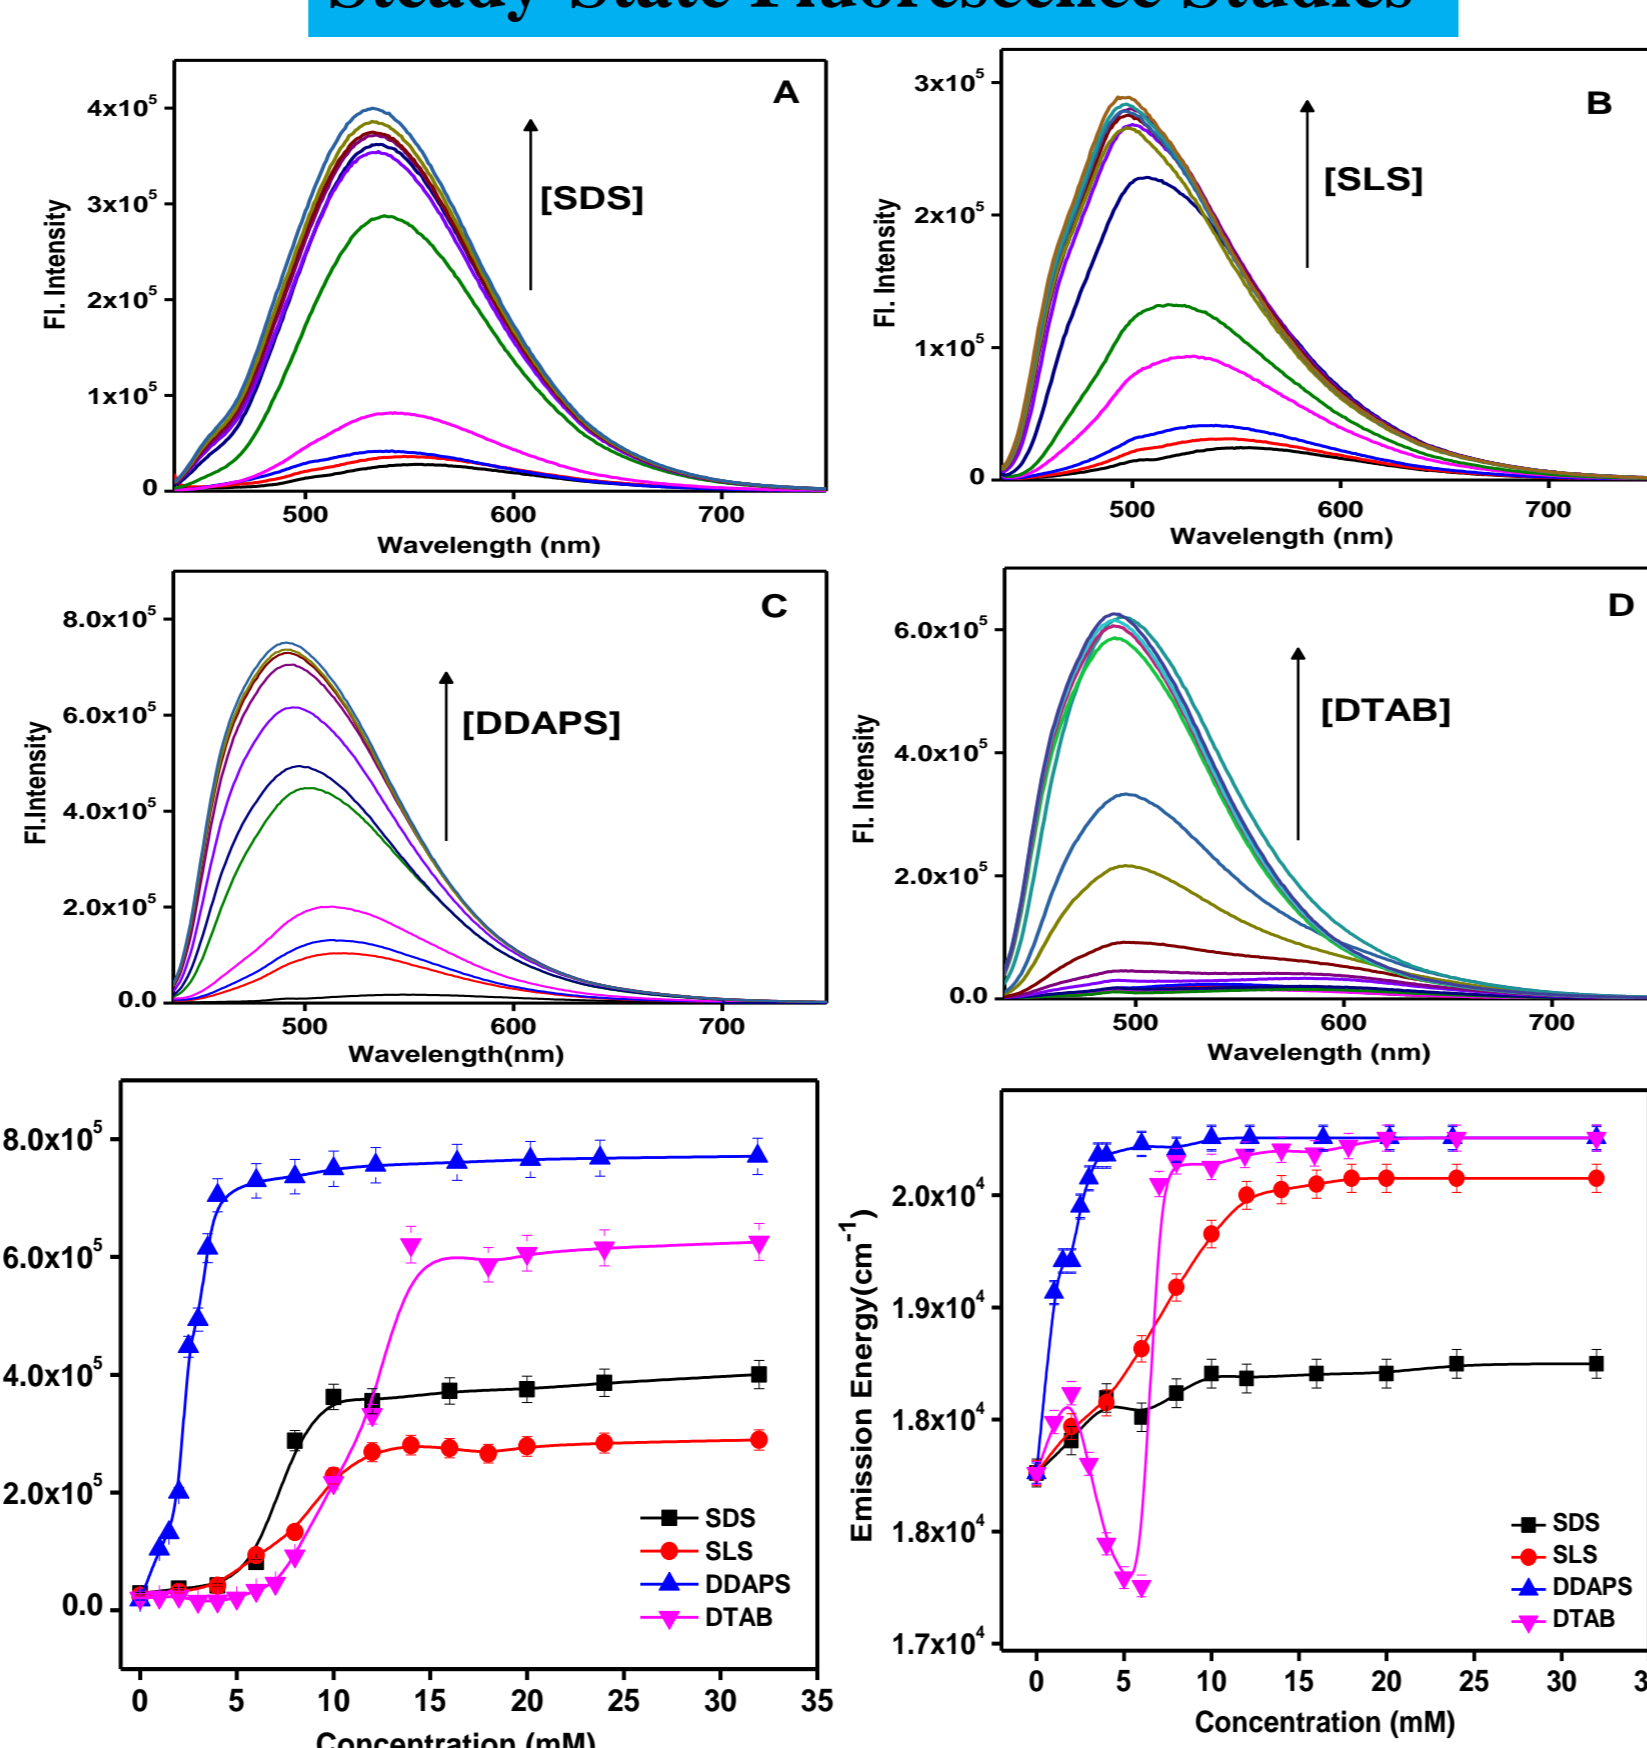 Steady-State Fluorescence Studies
A
4x10⁵
3x10⁵
2x10⁵
1x10⁵
0
Fl. Intensity
[SDS]
500 600 700
Wavelength (nm)
B
3x10⁵
2x10⁵
1x10⁵
0
Fl. Intensity
[SLS]
500 600 700
Wavelength (nm)
C
8.0x10⁵
6.0x10⁵
4.0x10⁵
2.0x10⁵
0.0
Fl.Intensity
[DDAPS]
500 600 700
Wavelength(nm)
D
6.0x10⁵
4.0x10⁵
2.0x10⁵
0.0
Fl. Intensity
[DTAB]
500 600 700
Wavelength (nm)
8.0x10⁵
6.0x10⁵
4.0x10⁵
2.0x10⁵
0.0
SDS
SLS
DDAPS
DTAB
0 5 10 15 20 25 30 35
Concentration (mM)
Emission Energy(cm⁻¹)
2.0x10⁴
1.9x10⁴
1.8x10⁴
1.8x10⁴
1.7x10⁴
SDS
SLS
DDAPS
DTAB
0 5 10 15 20 25 30
Concentration (mM)